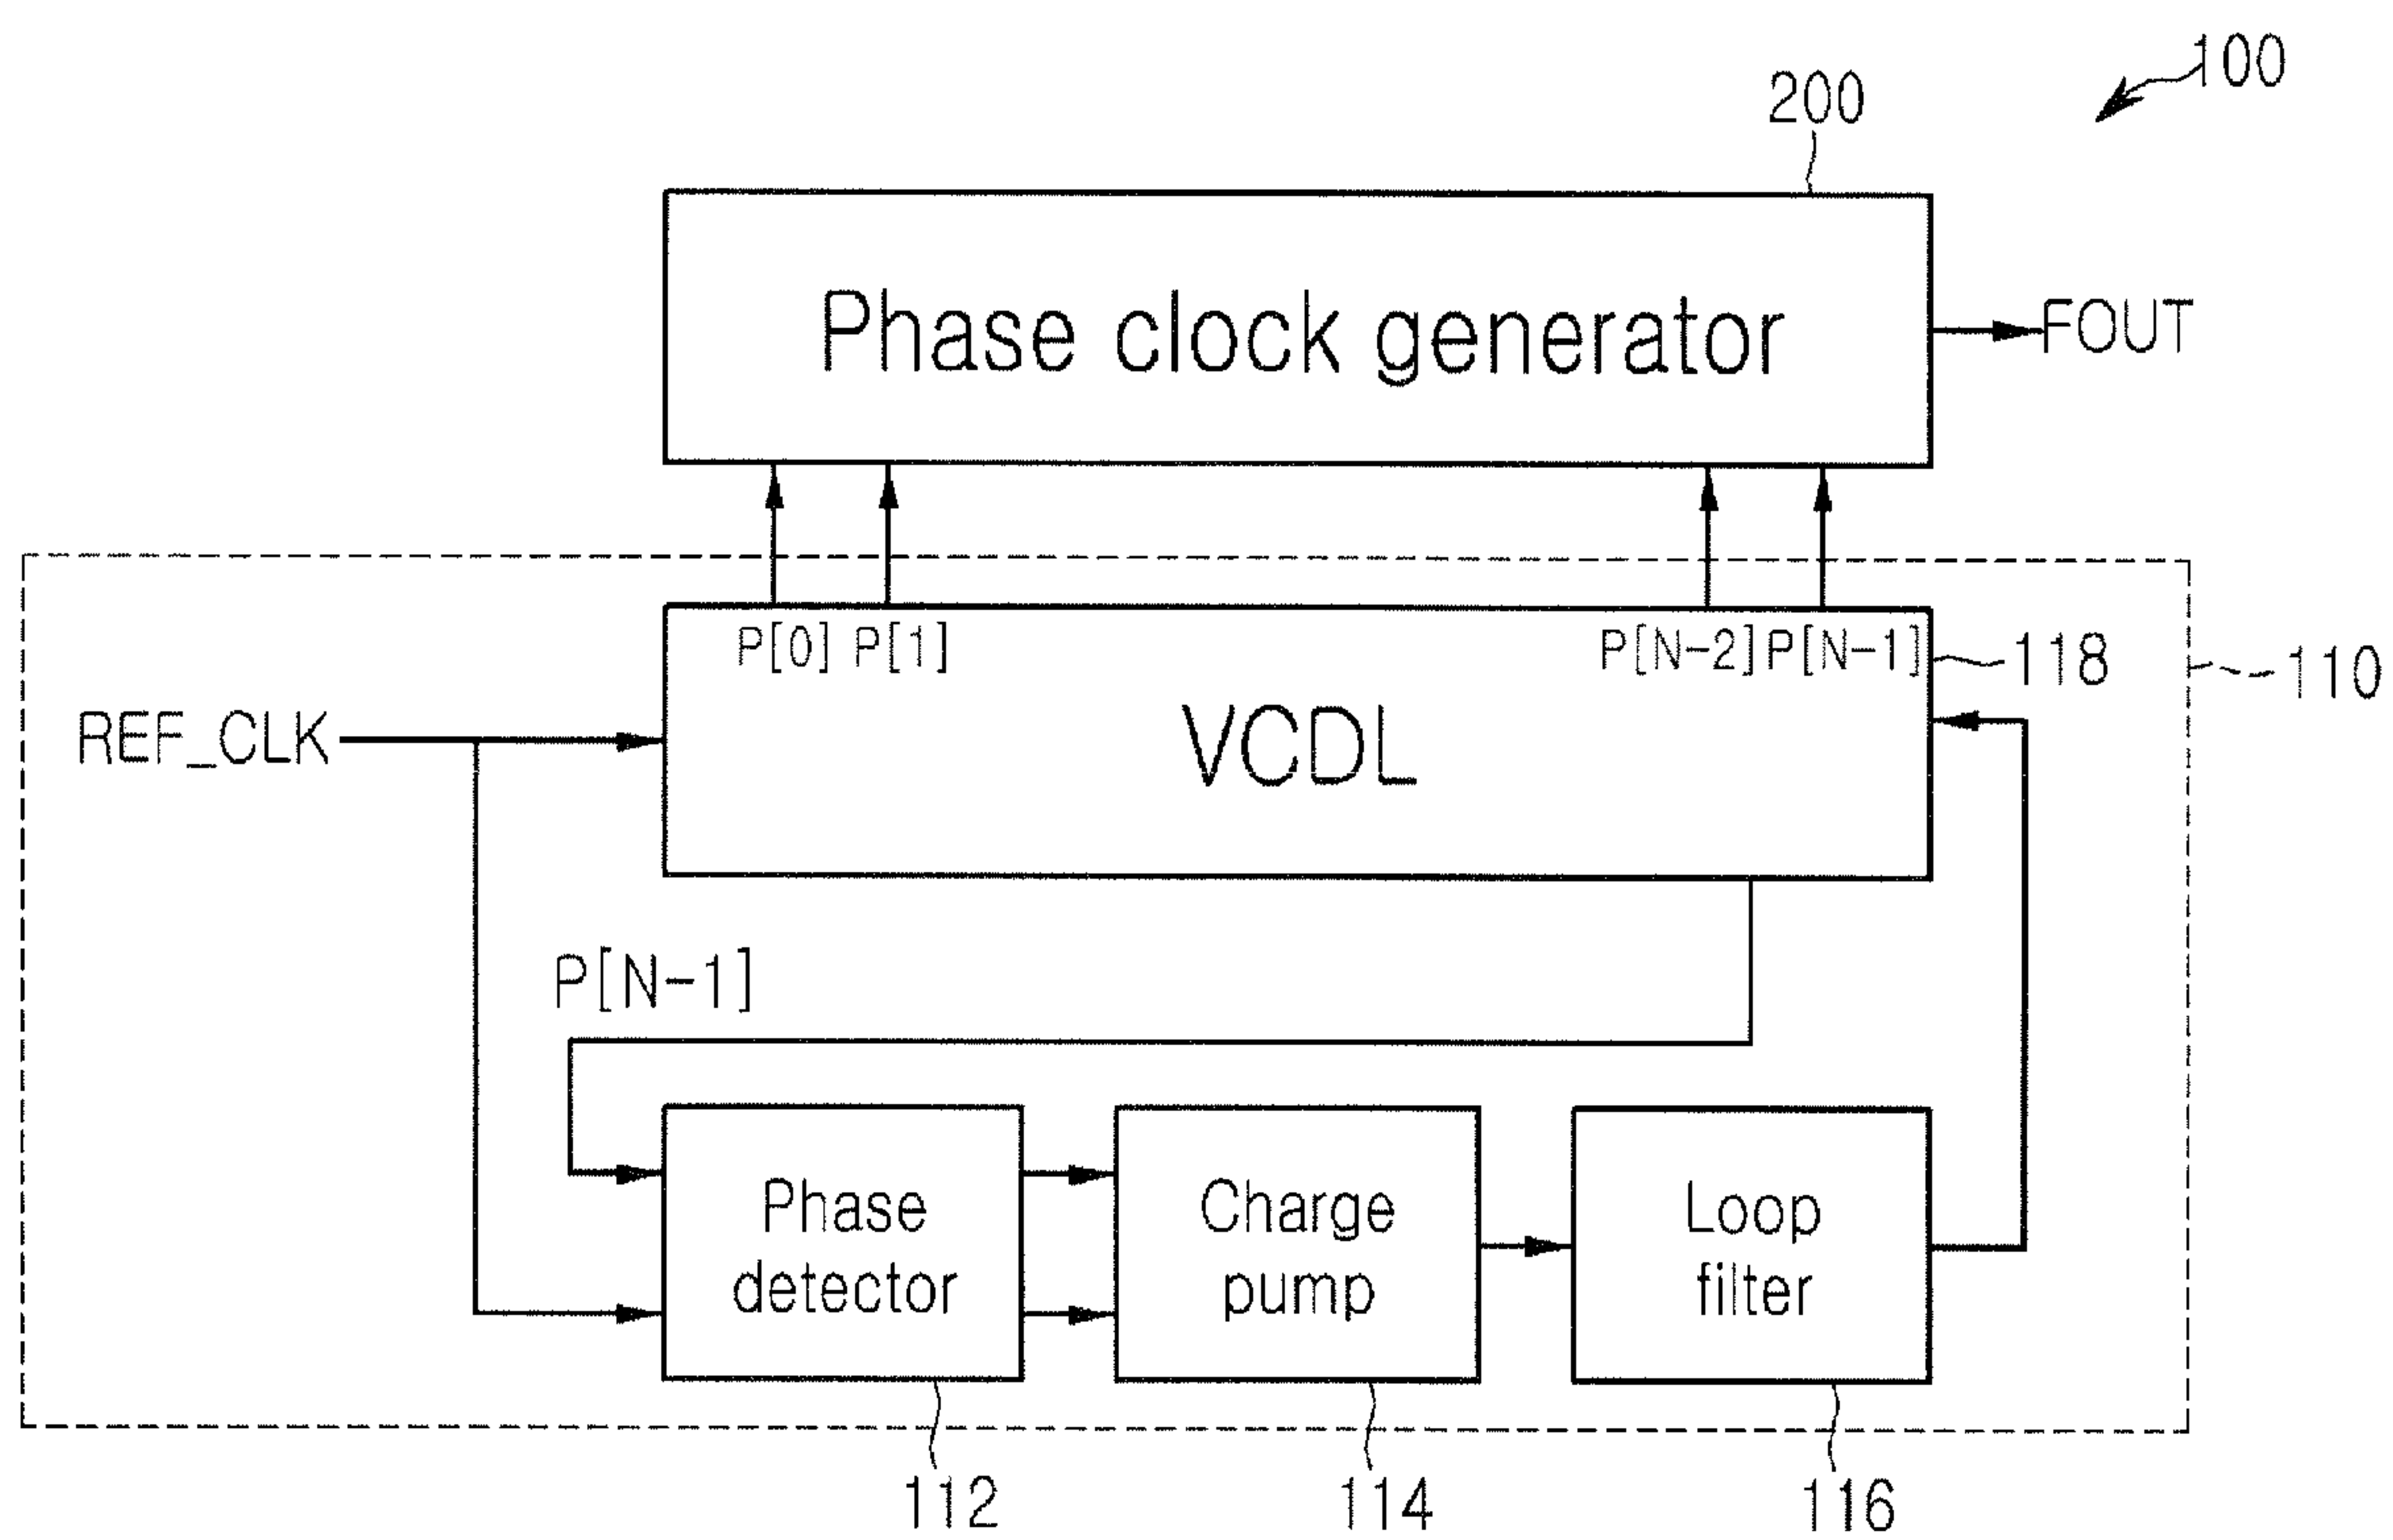 100
200
Phase clock generator
FOUT
P[0] P[1] P[N-2] P[N-1]
118
110
REF_CLK
VCDL
P[N-1]
Phase
detector
Charge
pump
Loop
filter
112
114
116